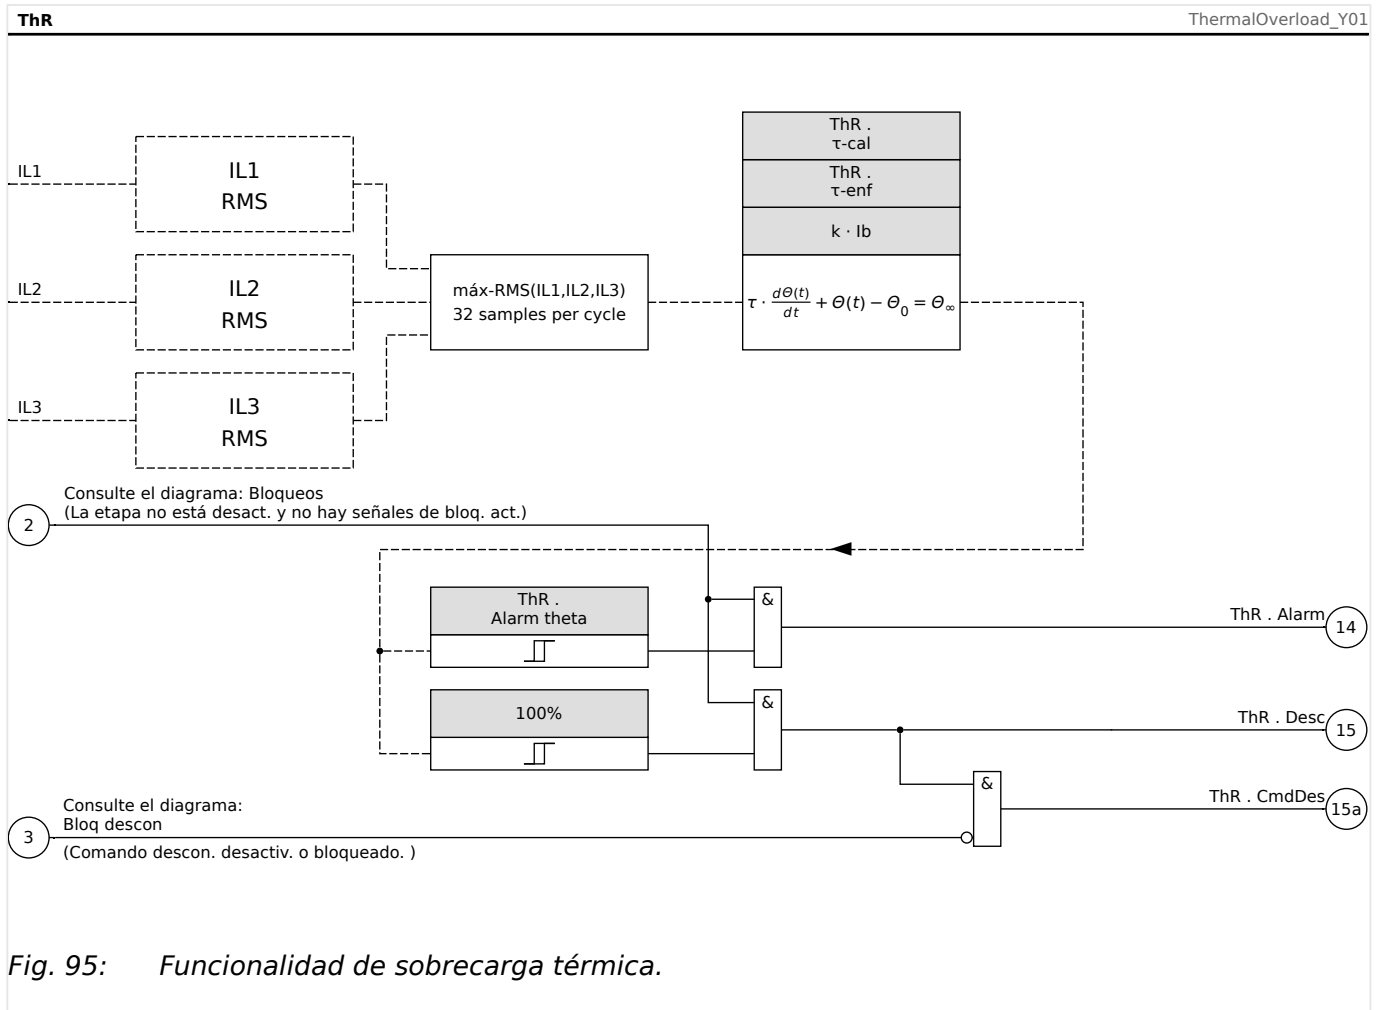 ThR
ThermalOverload_Y01
ThR .
τ-cal
ThR .
τ-enf
k · Ib
IL1
IL1
RMS
IL2
IL2
RMS
máx-RMS(IL1,IL2,IL3)
32 samples per cycle
τ · dΘ(t)/dt + Θ(t) − Θ₀ = Θ∞
IL3
IL3
RMS
Consulte el diagrama: Bloqueos
(La etapa no está desact. y no hay señales de bloq. act.)
2
ThR .
Alarm theta
&
ThR . Alarm
14
100%
&
ThR . Desc
15
&
ThR . CmdDes
15a
Consulte el diagrama:
Bloq descon
3
(Comando descon. desactiv. o bloqueado. )
Fig. 95: Funcionalidad de sobrecarga térmica.